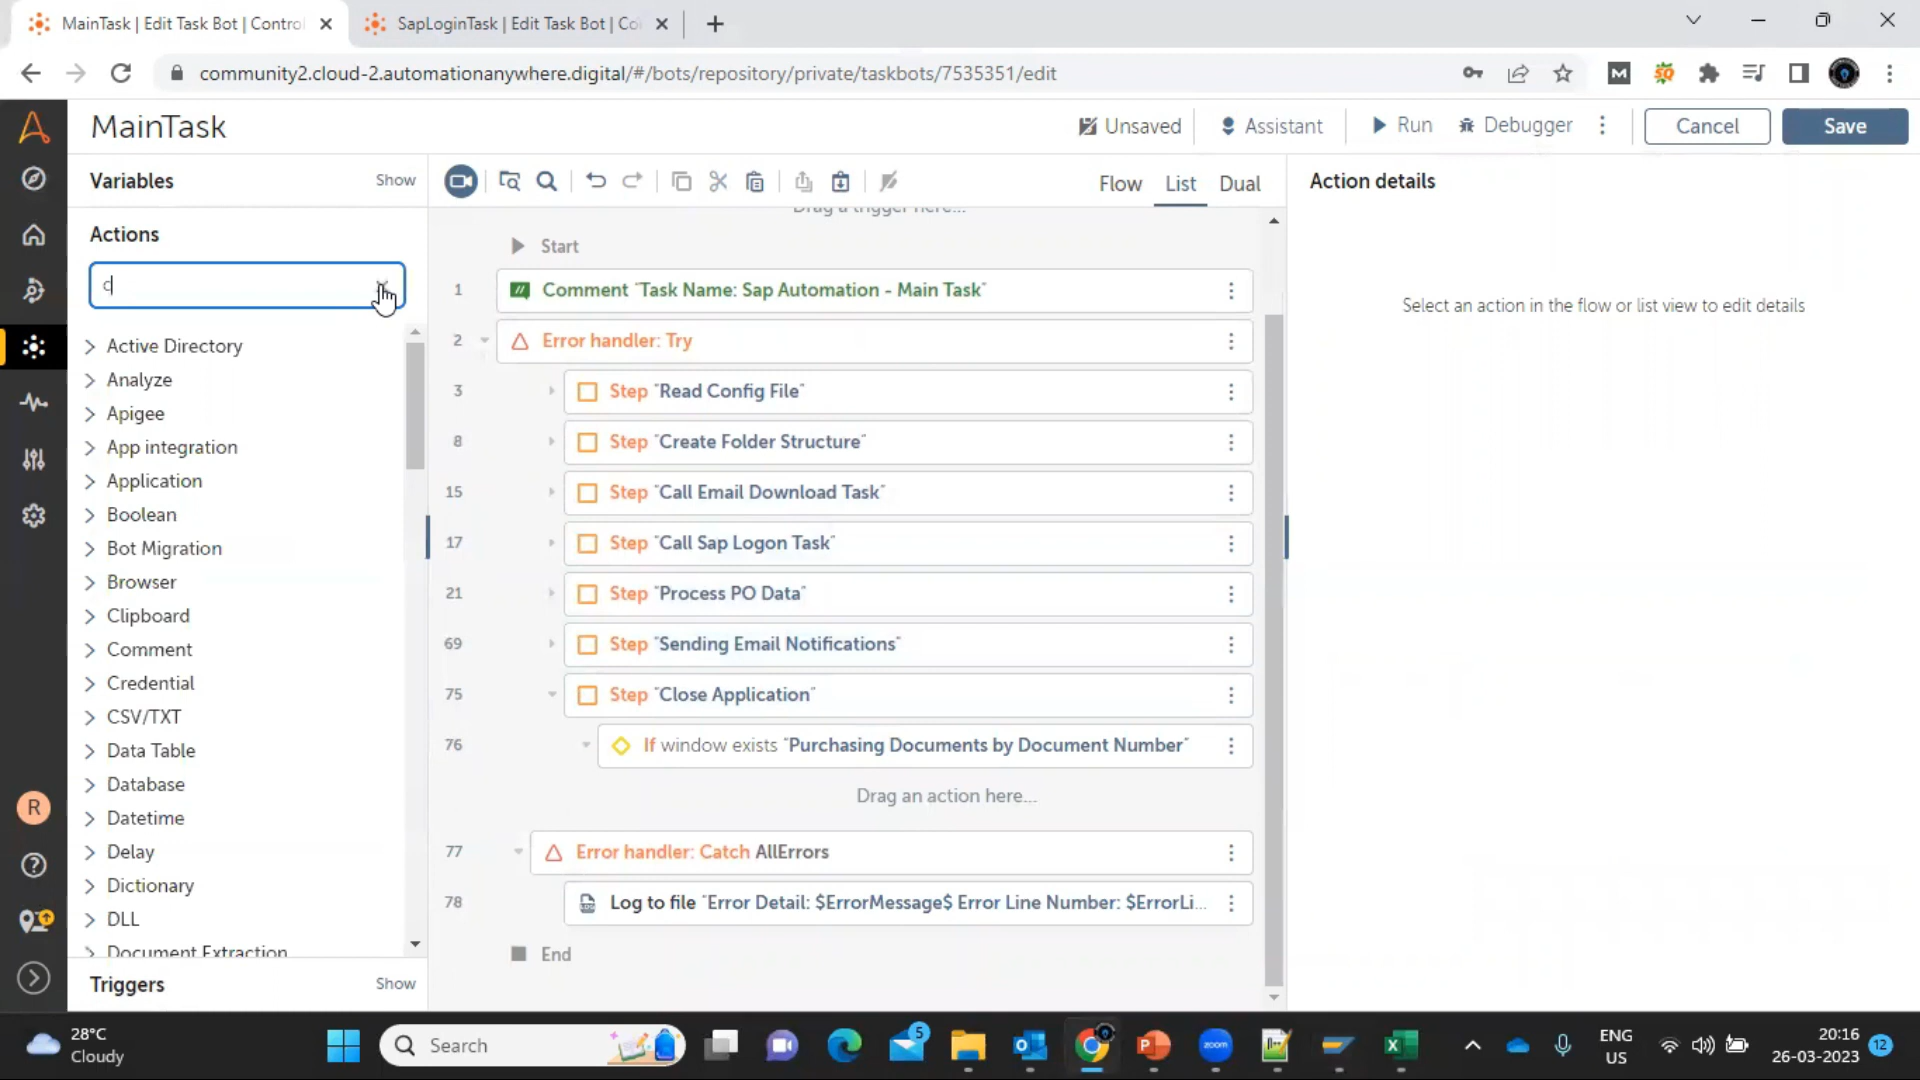 MainTask | Edit Task Bot | Contro
SapLoginTask | Edit Task Bot | Co
community2.cloud-2.automationanywhere.digital/#/bots/repository/private/taskbots/7535351/edit
MainTask
Unsaved
Assistant
Run
Debugger
Cancel
Save
Variables
Show
Flow
List
Dual
Action details
Actions
c
Drag a trigger here...
Start
Select an action in the flow or list view to edit details
Active Directory
Analyze
Apigee
App integration
Application
Boolean
Bot Migration
Browser
Clipboard
Comment
Credential
CSV/TXT
Data Table
Database
Datetime
Delay
Dictionary
DLL
Document Extraction
Triggers
Show
1 Comment "Task Name: Sap Automation - Main Task"
2 Error handler: Try
3 Step "Read Config File"
8 Step "Create Folder Structure"
15 Step "Call Email Download Task"
17 Step "Call Sap Logon Task"
21 Step "Process PO Data"
69 Step "Sending Email Notifications"
75 Step "Close Application"
76 If window exists "Purchasing Documents by Document Number"
Drag an action here...
77 Error handler: Catch AllErrors
78 Log to file "Error Detail: $ErrorMessage$ Error Line Number: $ErrorLi...
End
R
28°C
Cloudy
Search
5
zoom
ENG
US
20:16
26-03-2023
12